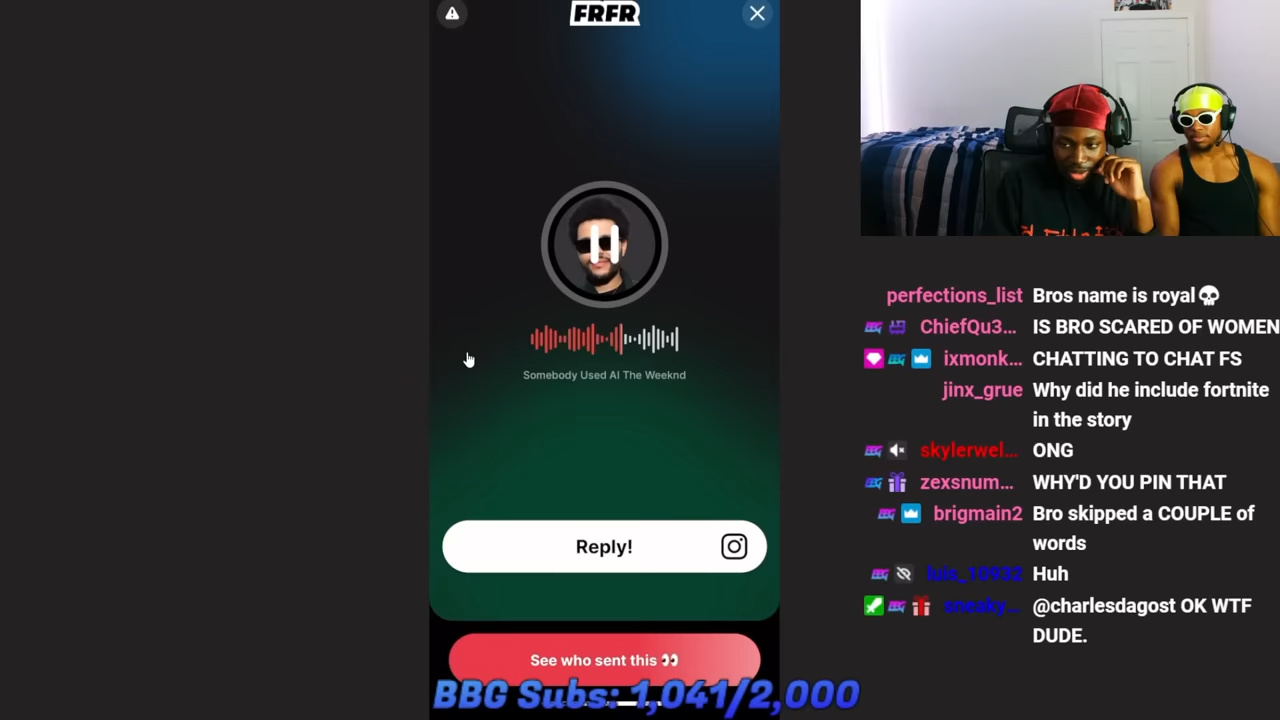 FRFR
Somebody Used AI The Weeknd
Reply!
See who sent this 👀
BBG Subs: 1,041/2,000
perfections_list Bros name is royal💀
ChiefQu3... IS BRO SCARED OF WOMEN
ixmonk... CHATTING TO CHAT FS
jinx_grue Why did he include fortnite
in the story
skylerwel... ONG
zexsnum... WHY'D YOU PIN THAT
brigmain2 Bro skipped a COUPLE of
words
luis_10932 Huh
sneaky... @charlesdagost OK WTF
DUDE.